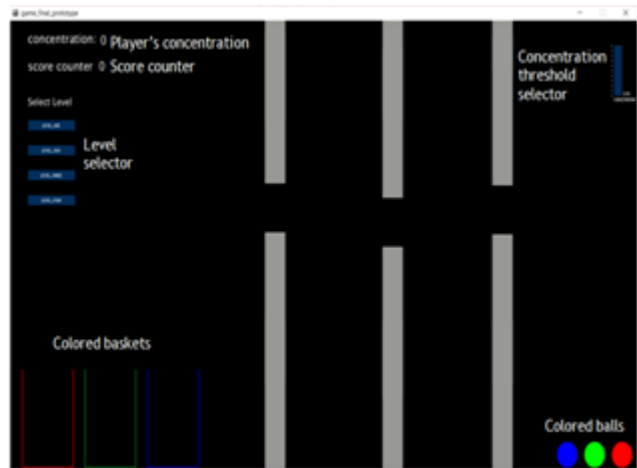 game_final_prototype
concentration: 0 Player's concentration
score counter 0 Score counter
Select Level
Level
selector
Concentration
threshold
selector
Colored baskets
Colored balls